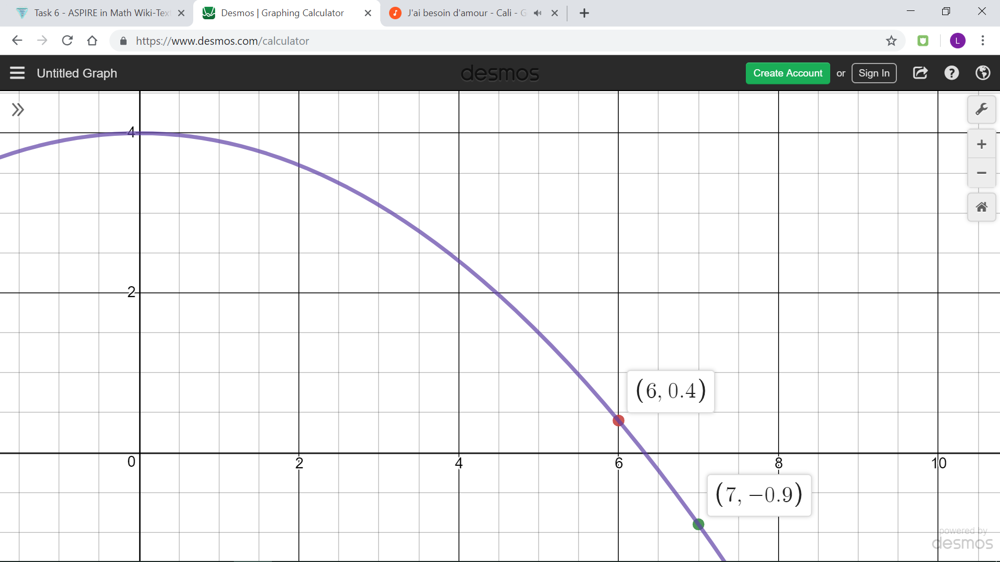 Task 6 - ASPIRE in Math Wiki-Tex
Desmos | Graphing Calculator
J'ai besoin d'amour - Cali - G
https://www.desmos.com/calculator
L
Untitled Graph
desmos
Create Account or Sign In
4
2
(6, 0.4)
0 2 4 6 8 10
(7, −0.9)
powered by
desmos